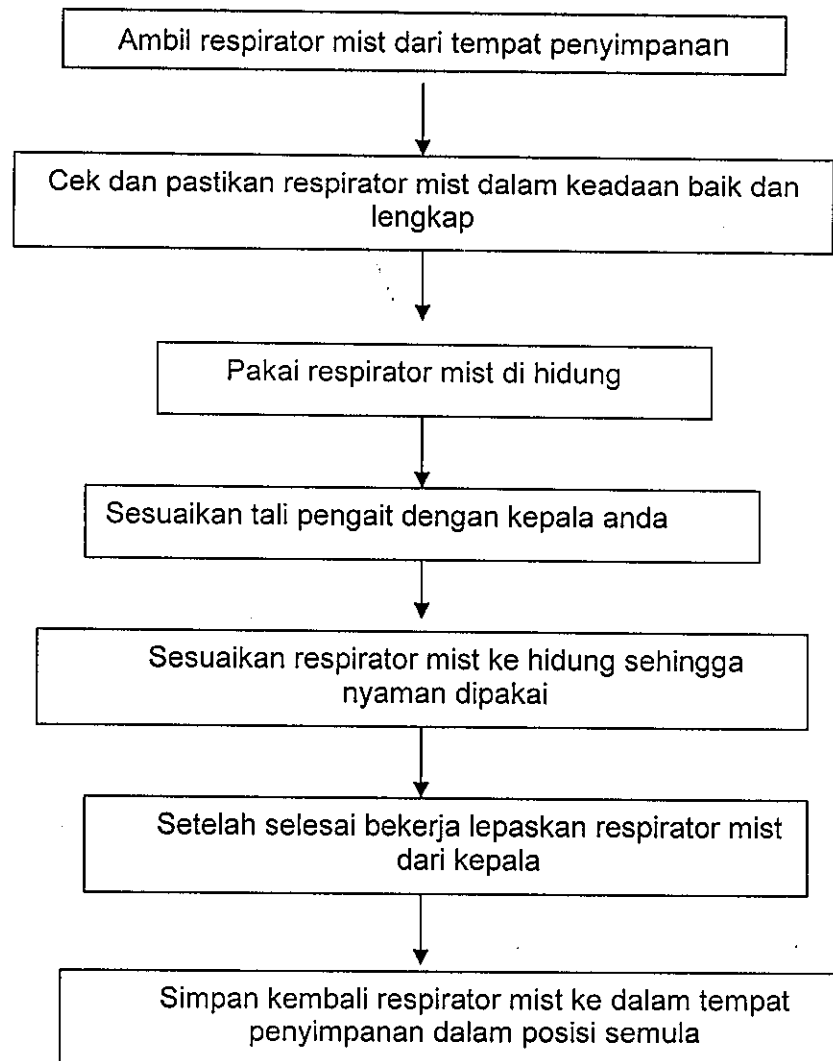 Ambil respirator mist dari tempat penyimpanan
Cek dan pastikan respirator mist dalam keadaan baik dan
lengkap
Pakai respirator mist di hidung
Sesuaikan tali pengait dengan kepala anda
Sesuaikan respirator mist ke hidung sehingga
nyaman dipakai
Setelah selesai bekerja lepaskan respirator mist
dari kepala
Simpan kembali respirator mist ke dalam tempat
penyimpanan dalam posisi semula